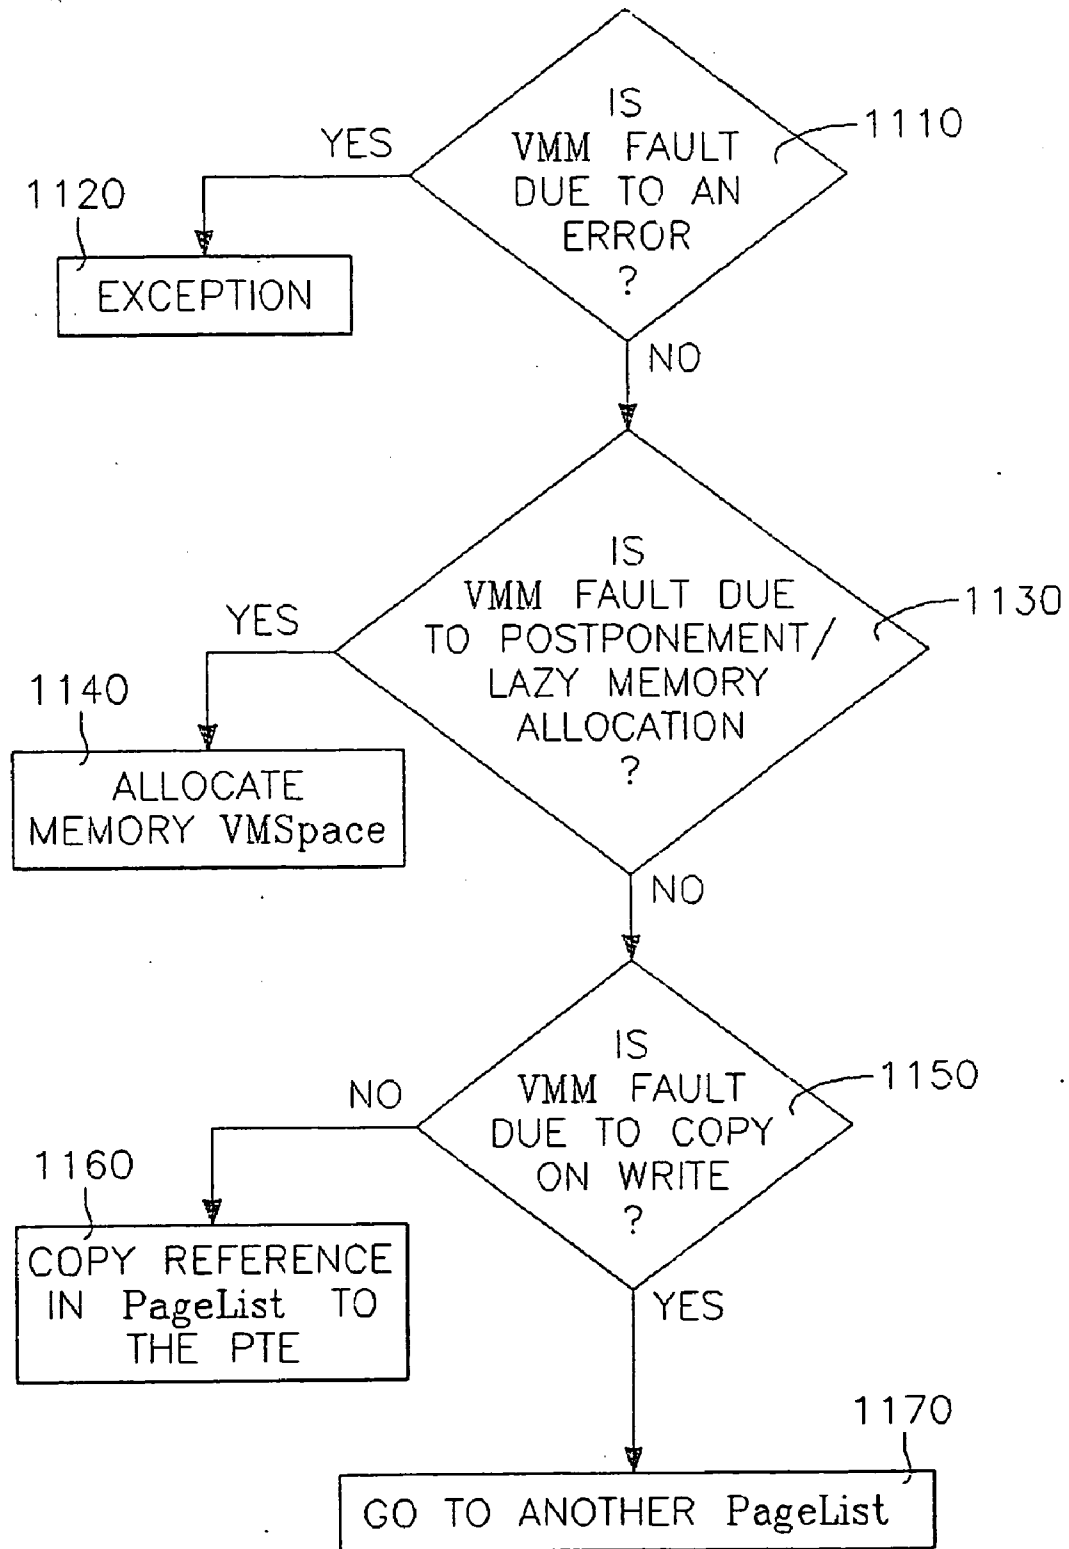 IS
VMM FAULT
DUE TO AN
ERROR
?
1110
YES
1120
EXCEPTION
NO
IS
VMM FAULT DUE
TO POSTPONEMENT/
LAZY MEMORY
ALLOCATION
?
1130
YES
1140
ALLOCATE
MEMORY VMSpace
NO
IS
VMM FAULT
DUE TO COPY
ON WRITE
?
1150
NO
1160
COPY REFERENCE
IN PageList TO
THE PTE
YES
1170
GO TO ANOTHER PageList